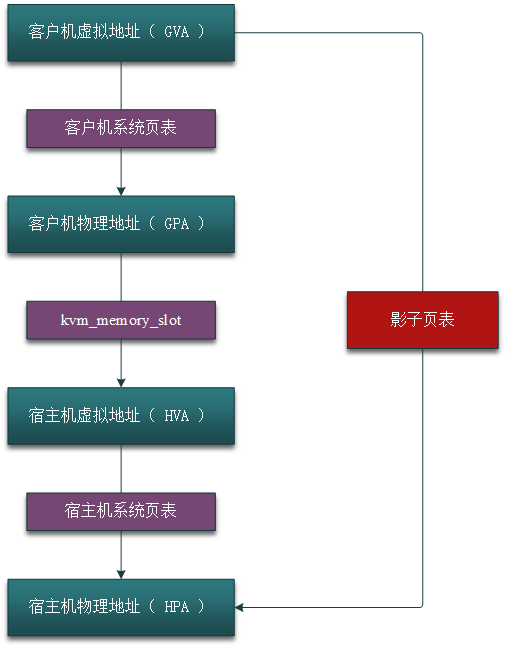 客户机虚拟地址（ GVA ）
客户机系统页表
客户机物理地址（ GPA ）
kvm_memory_slot
影子页表
宿主机虚拟地址（ HVA ）
宿主机系统页表
宿主机物理地址（ HPA ）